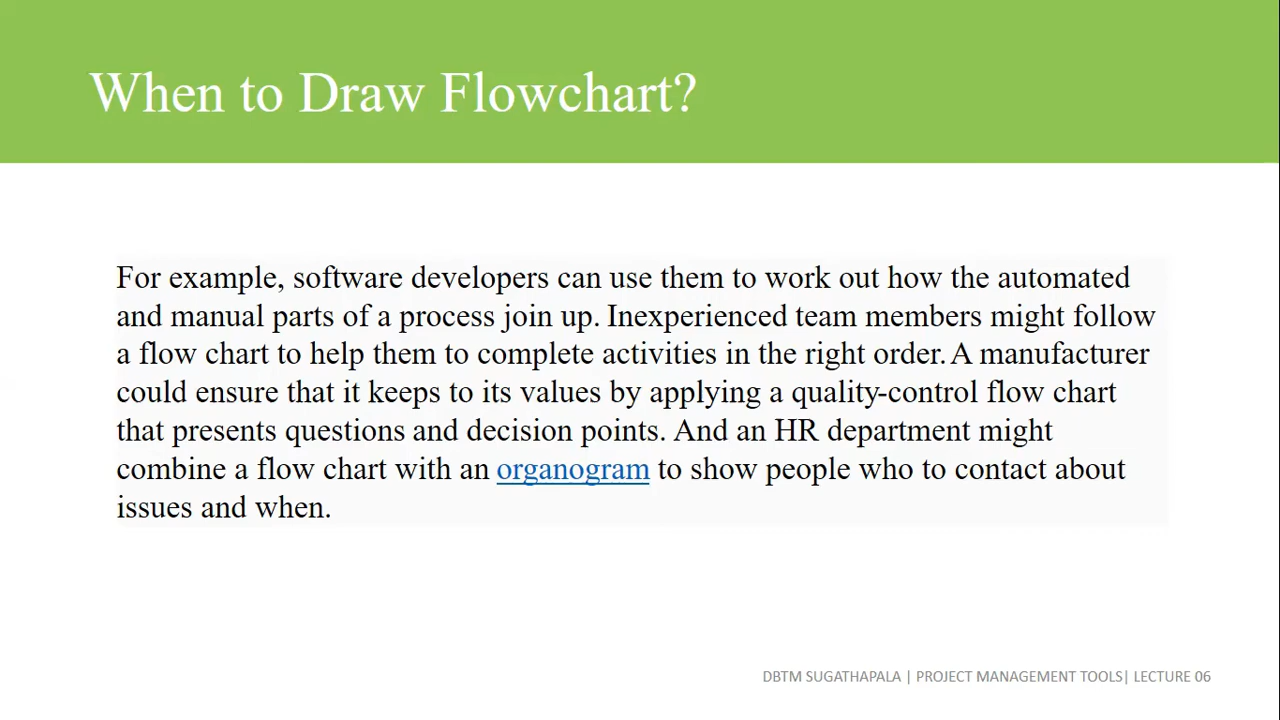 When to Draw Flowchart?
For example, software developers can use them to work out how the automated
and manual parts of a process join up. Inexperienced team members might follow
a flow chart to help them to complete activities in the right order. A manufacturer
could ensure that it keeps to its values by applying a quality-control flow chart
that presents questions and decision points. And an HR department might
combine a flow chart with an organogram to show people who to contact about
issues and when.
DBTM SUGATHAPALA | PROJECT MANAGEMENT TOOLS| LECTURE 06